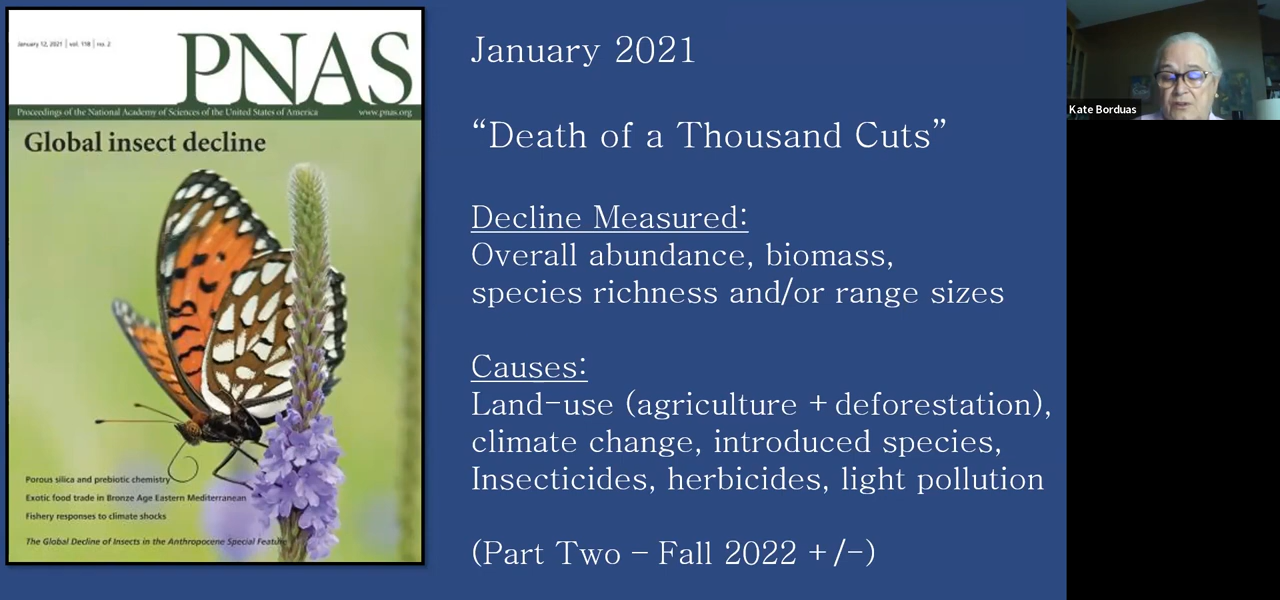 January 12, 2021 | vol. 118 | no. 2
PNAS
Proceedings of the National Academy of Sciences of the United States of America www.pnas.org
Global insect decline
Porous silica and prebiotic chemistry
Exotic food trade in Bronze Age Eastern Mediterranean
Fishery responses to climate shocks
The Global Decline of Insects in the Anthropocene Special Feature
January 2021
“Death of a Thousand Cuts”
Decline Measured:
Overall abundance, biomass,
species richness and/or range sizes
Causes:
Land-use (agriculture + deforestation),
climate change, introduced species,
Insecticides, herbicides, light pollution
(Part Two – Fall 2022 +/-)
Kate Borduas